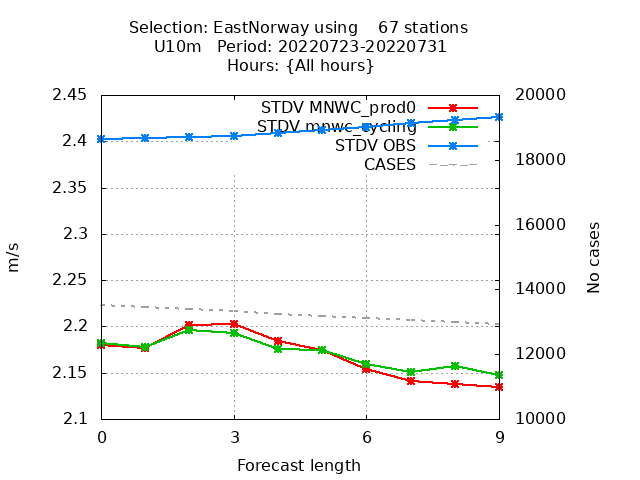 Selection: EastNorway using    67 stations
U10m   Period: 20220723-20220731
Hours: {All hours}
STDV MNWC_prod0
STDV mnwc_cycling
STDV OBS
CASES
2.45
2.4
2.35
2.3
2.25
2.2
2.15
2.1
20000
18000
16000
14000
12000
10000
m/s
No cases
0 3 6 9
Forecast length